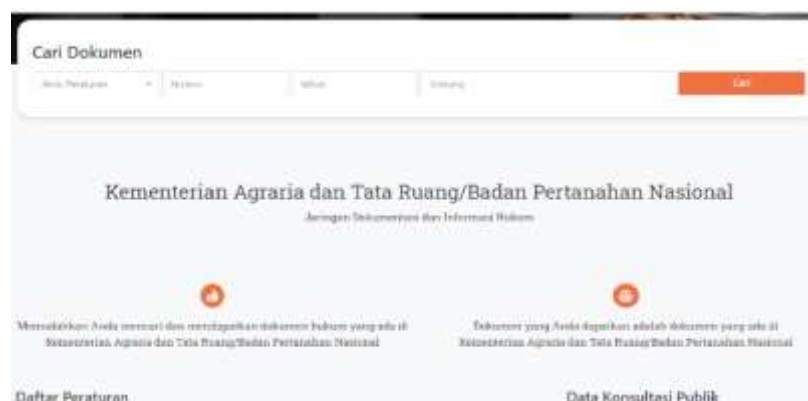 Cari Dokumen
Jenis Peraturan Nomor Tahun Tentang Cari
Kementerian Agraria dan Tata Ruang/Badan Pertanahan Nasional
Jaringan Dokumentasi dan Informasi Hukum
Memudahkan Anda mencari dan mendapatkan dokumen hukum yang ada di
Kementerian Agraria dan Tata Ruang/Badan Pertanahan Nasional
Dokumen yang Anda dapatkan adalah dokumen yang ada di
Kementerian Agraria dan Tata Ruang/Badan Pertanahan Nasional
Daftar Peraturan
Data Konsultasi Publik